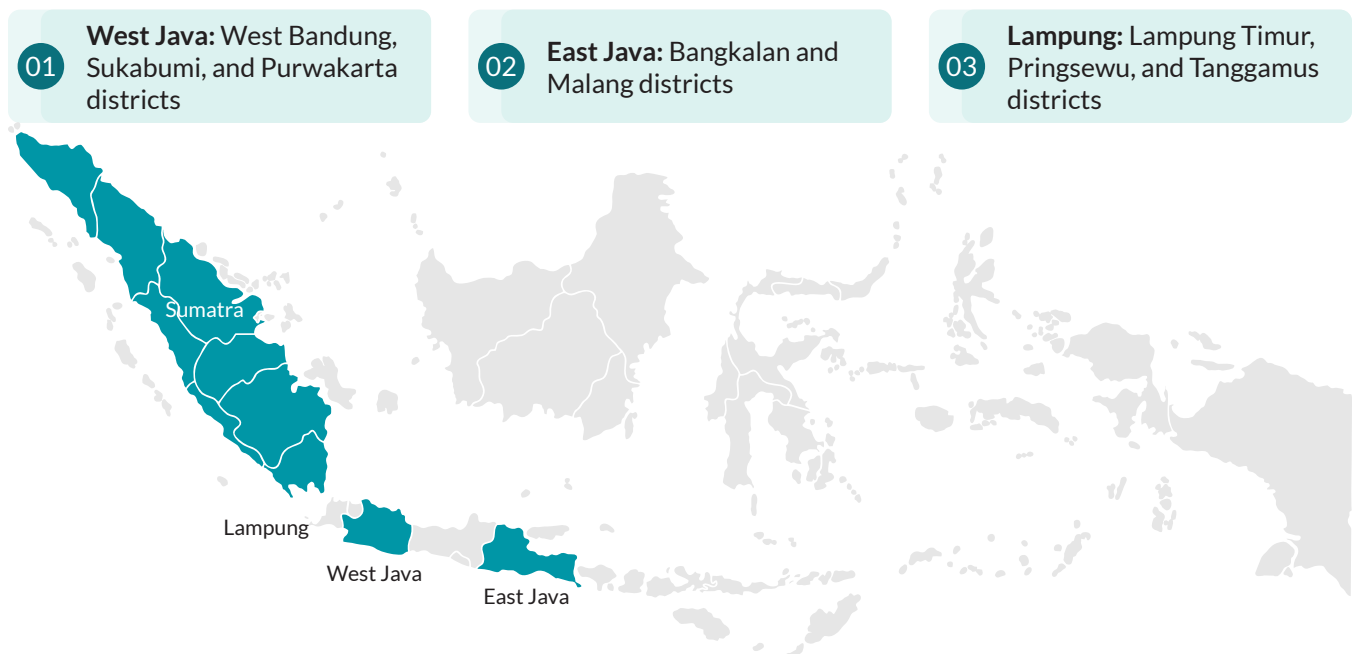 01
West Java: West Bandung,
Sukabumi, and Purwakarta
districts
02
East Java: Bangkalan and
Malang districts
03
Lampung: Lampung Timur,
Pringsewu, and Tanggamus
districts
Sumatra
Lampung
West Java
East Java